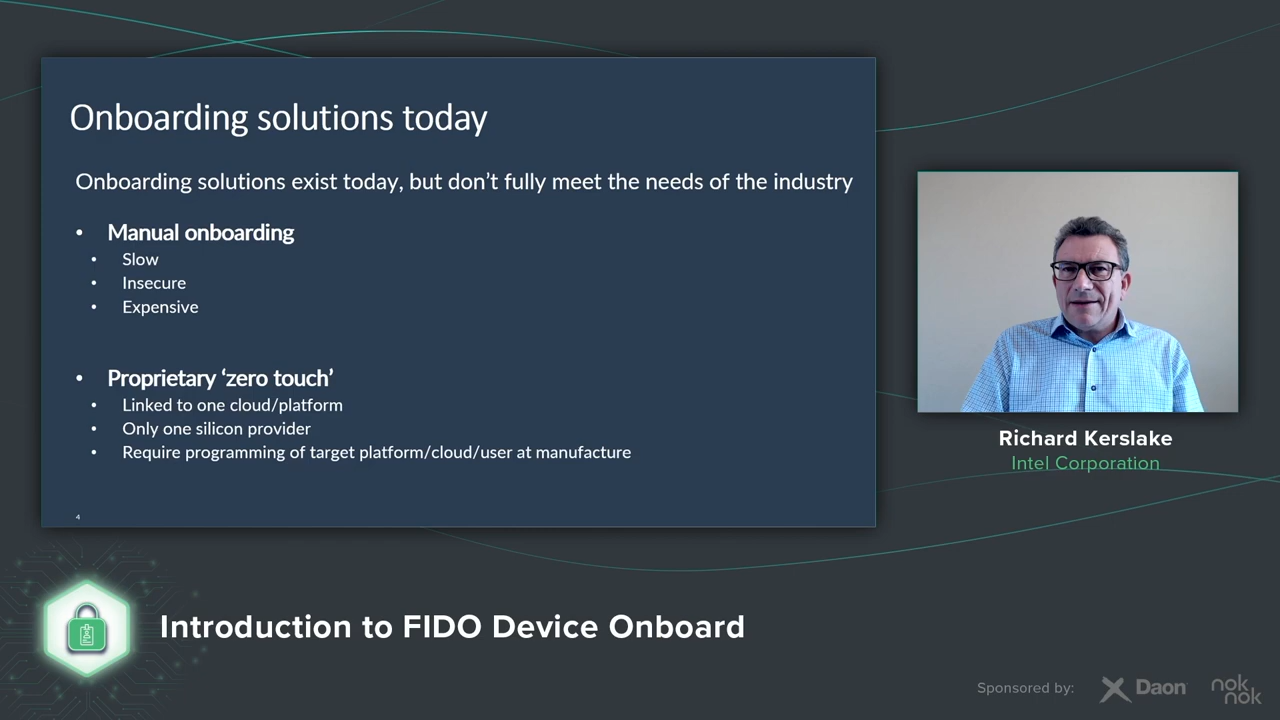 Onboarding solutions today
Onboarding solutions exist today, but don’t fully meet the needs of the industry
• Manual onboarding
• Slow
• Insecure
• Expensive
• Proprietary ‘zero touch’
• Linked to one cloud/platform
• Only one silicon provider
• Require programming of target platform/cloud/user at manufacture
4
Richard Kerslake
Intel Corporation
Introduction to FIDO Device Onboard
Sponsored by:
Daon
nok
nok